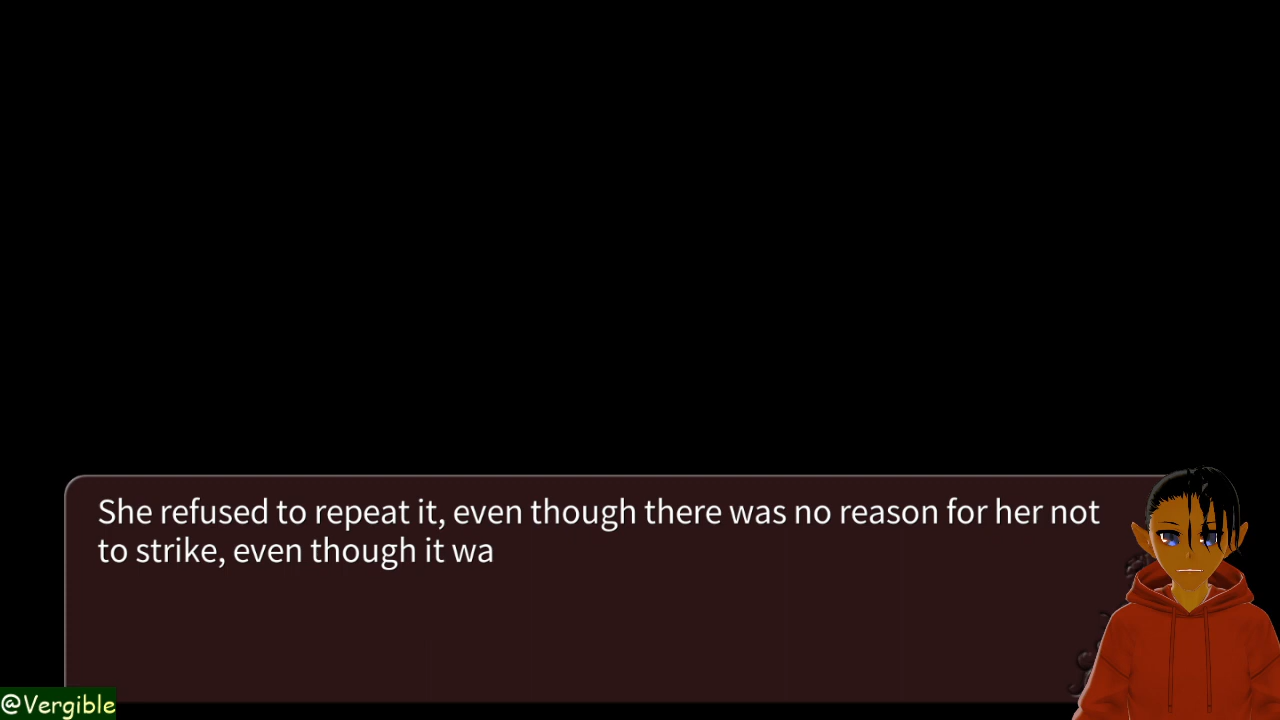 She refused to repeat it, even though there was no reason for her not
to strike, even though it wa
@Vergible